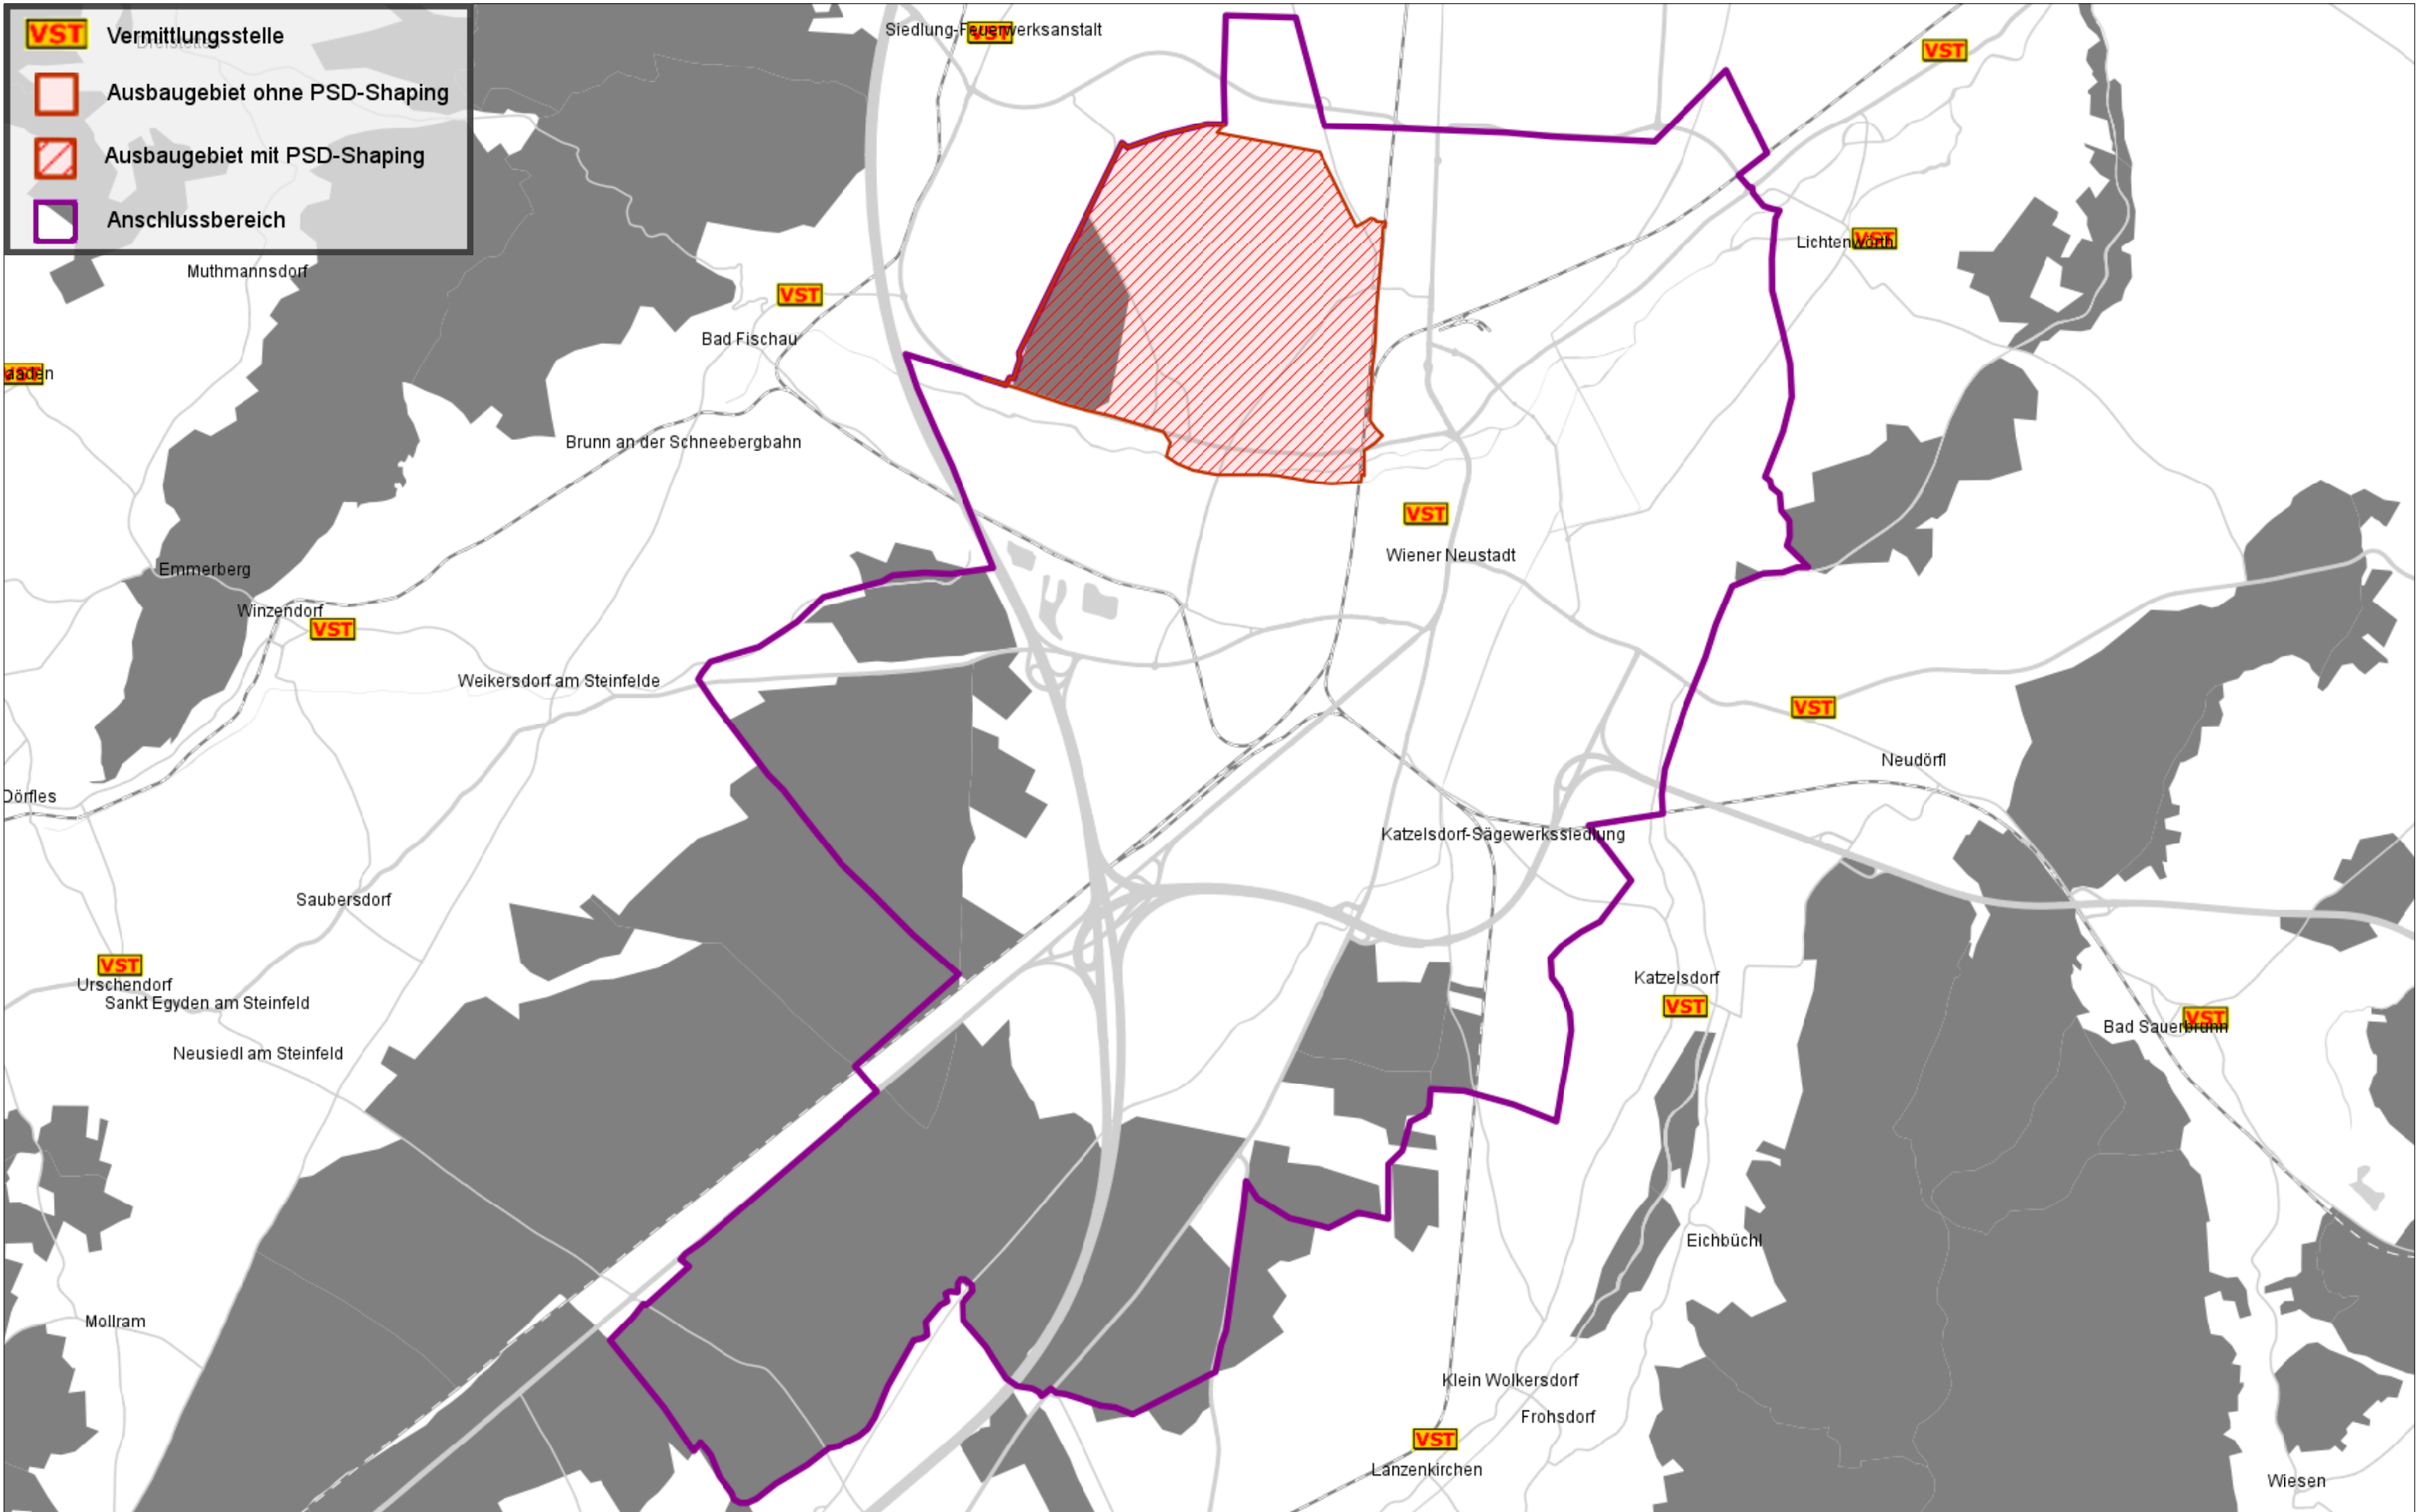 VST Vermittlungsstelle
Ausbaugebiet ohne PSD-Shaping
Ausbaugebiet mit PSD-Shaping
Anschlussbereich
Siedlung-Feuerwerksanstalt
VST
VST
Muthmannsdorf
VST
Lichtenwörth
VST
Bad Fischau
VST
aaden
Brunn an der Schneebergbahn
VST
Wiener Neustadt
Emmerberg
Winzendorf
VST
Weikersdorf am Steinfelde
VST
Neudörfl
Dörfles
Katzelsdorf-Sägewerkssiedlung
Saubersdorf
VST
Urschendorf
Sankt Egyden am Steinfeld
Katzelsdorf
VST
VST
Bad Sauerbrunn
Neusiedl am Steinfeld
Eichbüchl
Mollram
Klein Wolkersdorf
Frohsdorf
VST
Lanzenkirchen
Wiesen